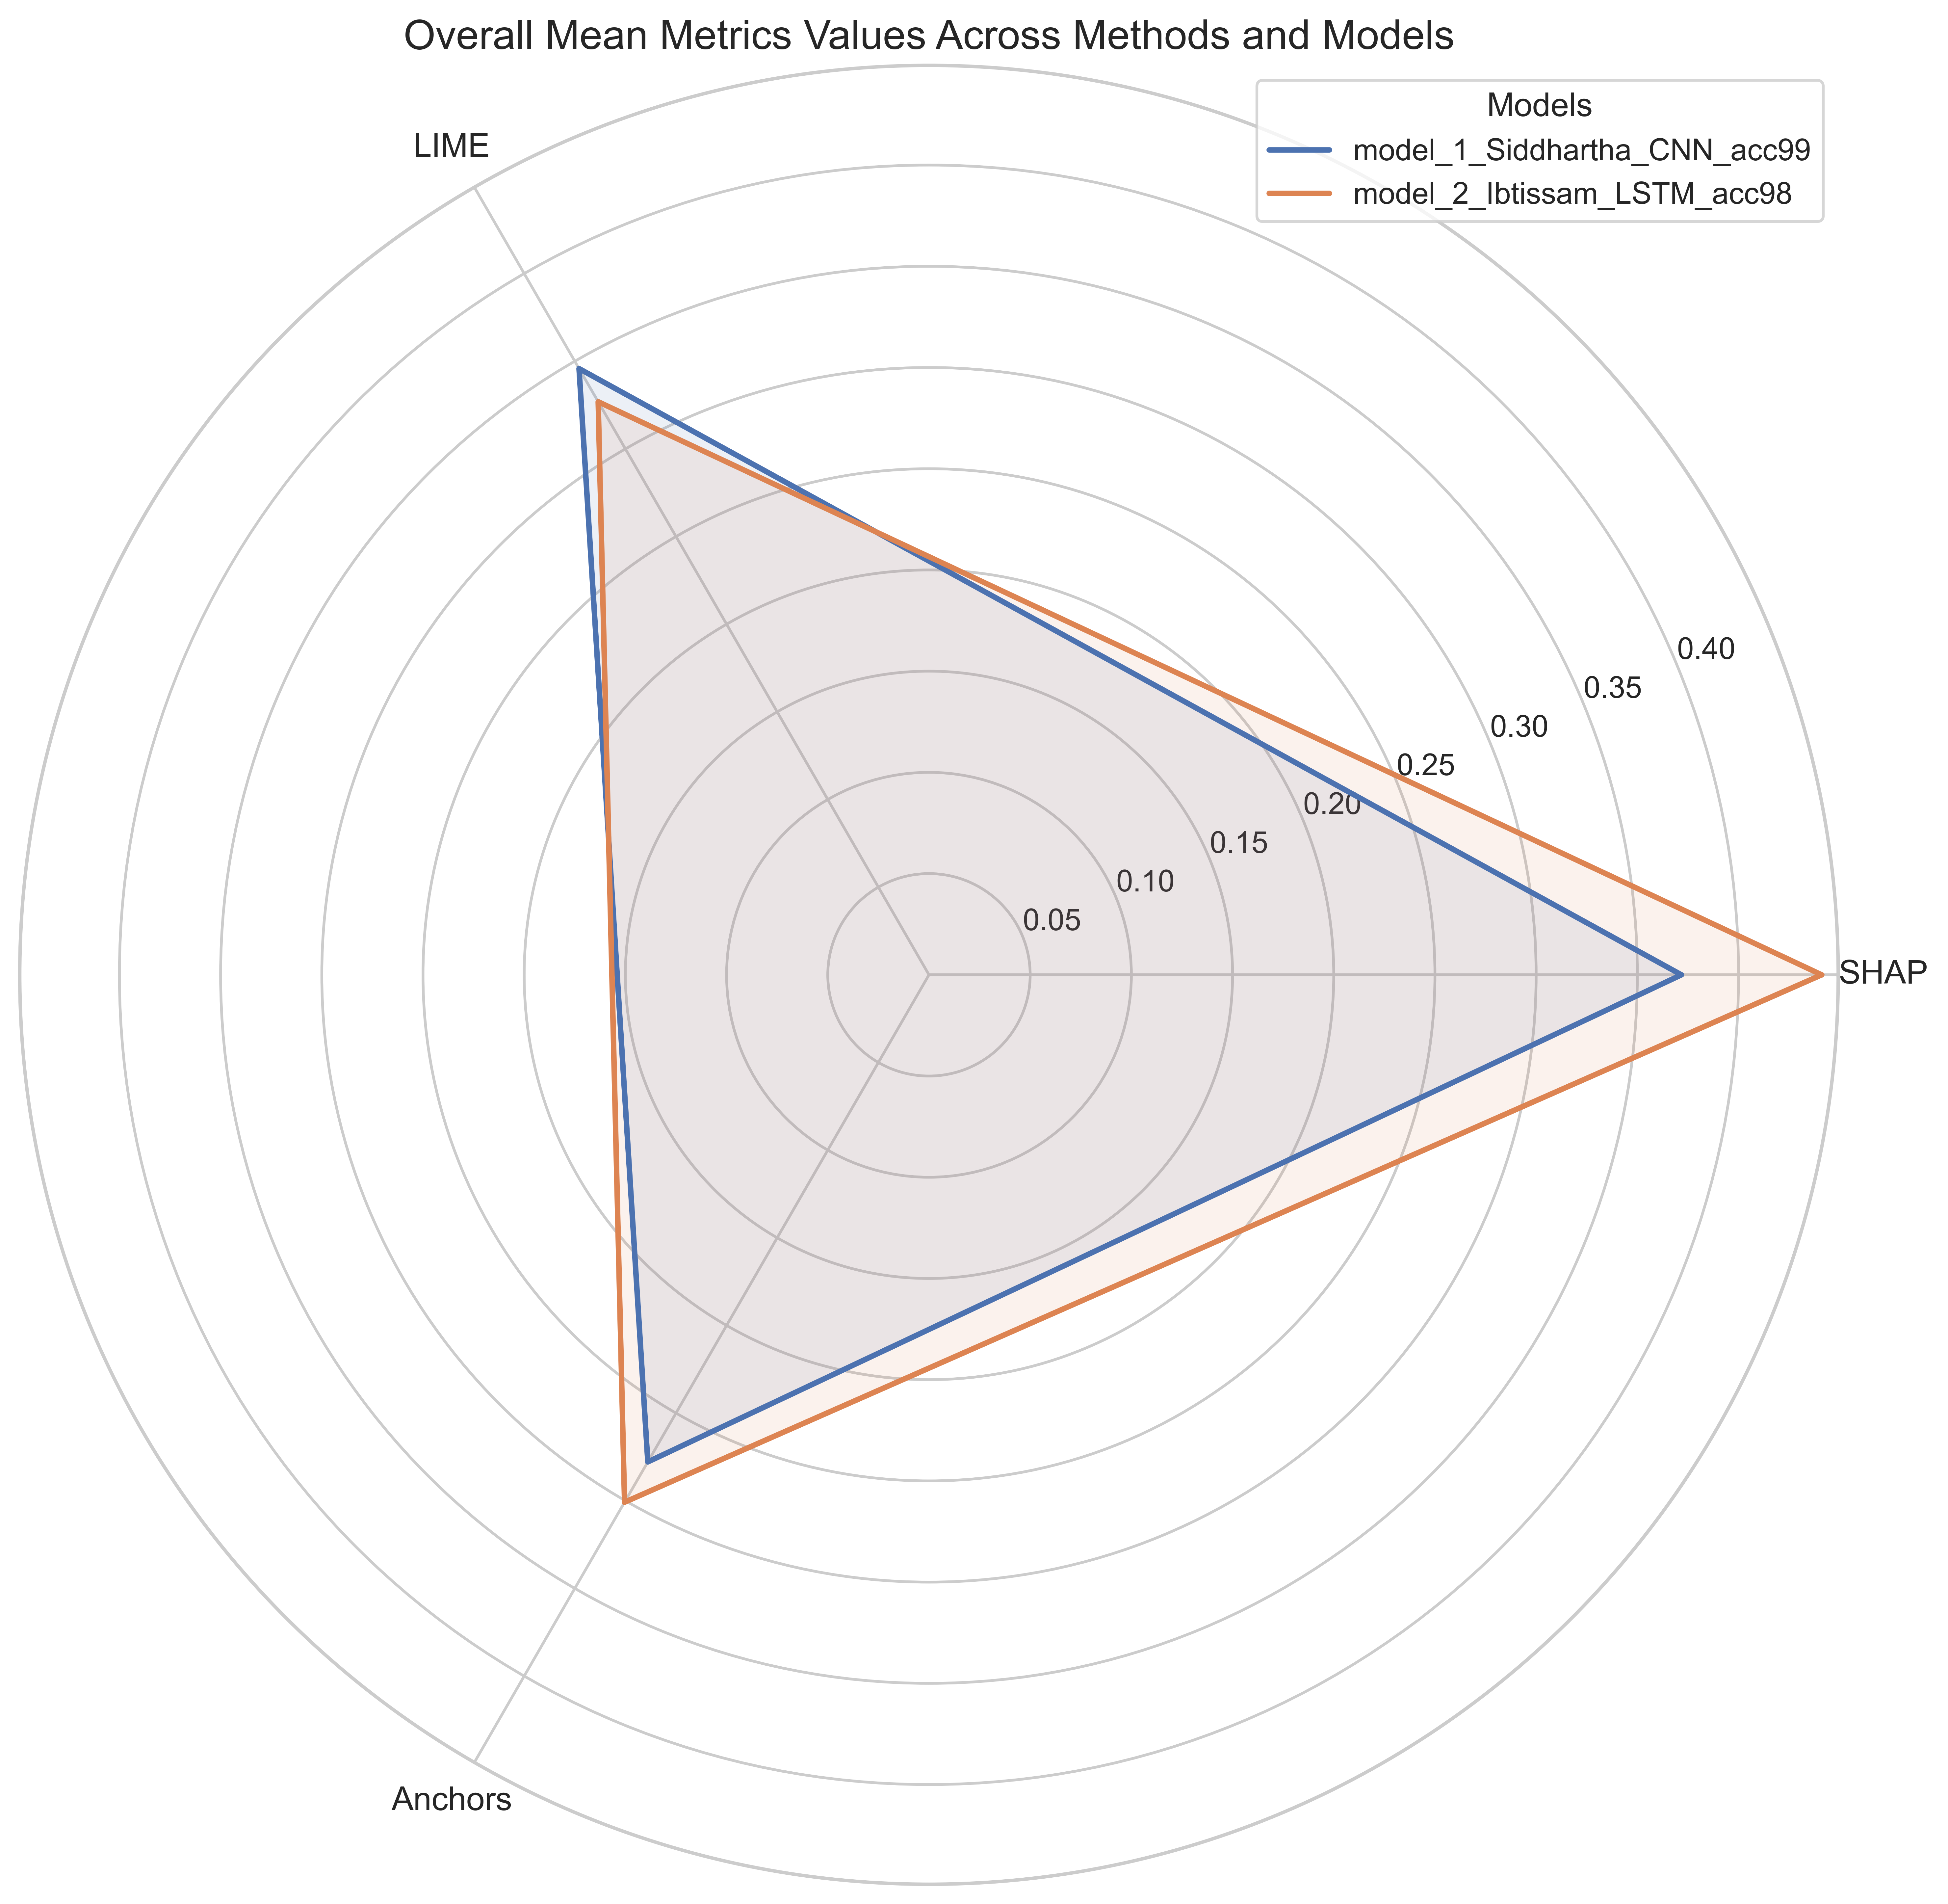 Overall Mean Metrics Values Across Methods and Models
Models
model_1_Siddhartha_CNN_acc99
model_2_Ibtissam_LSTM_acc98
LIME
0.40
0.35
0.30
0.25
0.20
0.15
0.10
0.05
SHAP
Anchors